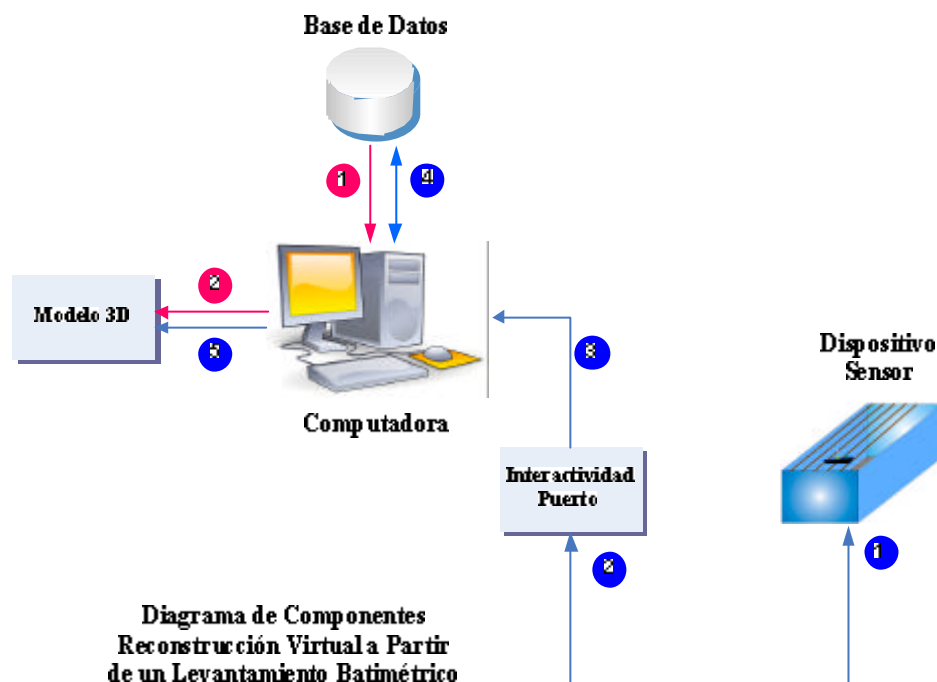 Base de Datos
1
4
2
Modelo 3D
5
3
Dispositivo
Sensor
Computadora
Interactividad
Puerto
1
2
Diagrama de Componentes
Reconstrucción Virtual a Partir
de un Levantamiento Batimétrico